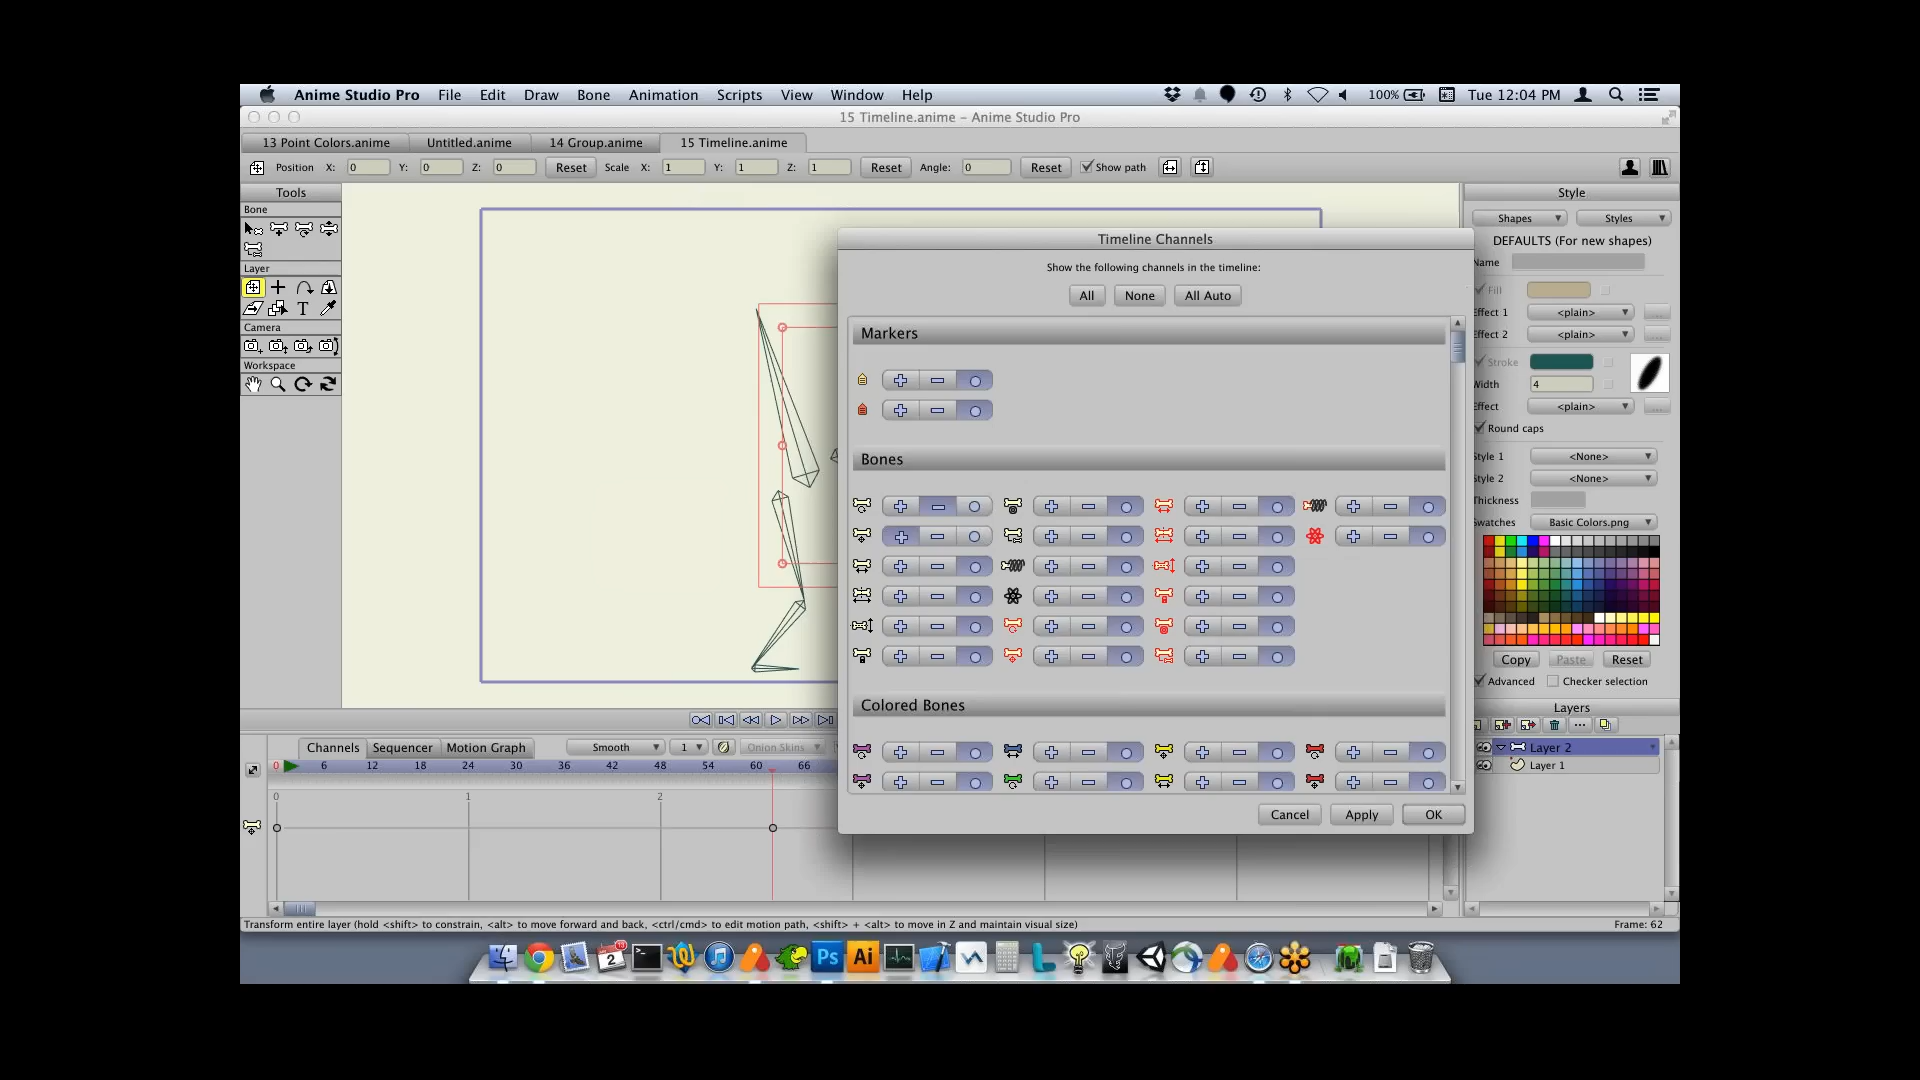 Anime Studio Pro File Edit Draw Bone Animation Scripts View Window Help 100% Tue 12:04 PM
15 Timeline.anime – Anime Studio Pro
13 Point Colors.anime Untitled.anime 14 Group.anime 15 Timeline.anime
Position X: 0 Y: 0 Z: 0 Reset Scale X: 1 Y: 1 Z: 1 Reset Angle: 0 Reset Show path
Tools
Bone
Layer
T
Camera
Workspace
Timeline Channels
Show the following channels in the timeline:
All None All Auto
Markers
Bones
Colored Bones
Cancel Apply OK
Style
Shapes Styles
DEFAULTS (For new shapes)
Name
Fill
Effect 1 <plain>
Effect 2 <plain>
Stroke
Width 4
Effect <plain>
Round caps
Style 1 <None>
Style 2 <None>
Thickness
Swatches Basic Colors.png
Copy Paste Reset
Advanced Checker selection
Layers
Layer 2
Layer 1
Channels Sequencer Motion Graph Smooth 1 Onion Skins
0 6 12 18 24 30 36 42 48 54 60 66
0 1 2
Transform entire layer (hold <shift> to constrain, <alt> to move forward and back, <ctrl/cmd> to edit motion path, <shift> + <alt> to move in Z and maintain visual size) Frame: 62
2 Ps Ai